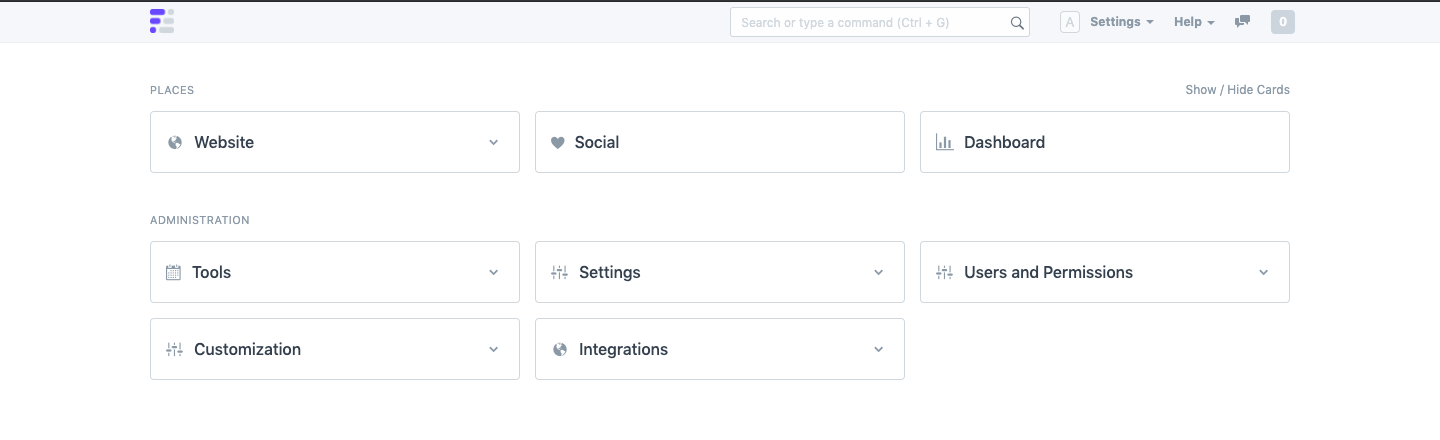 Search or type a command (Ctrl + G) A Settings Help 0
PLACES Show / Hide Cards
Website Social Dashboard
ADMINISTRATION
Tools Settings Users and Permissions
Customization Integrations